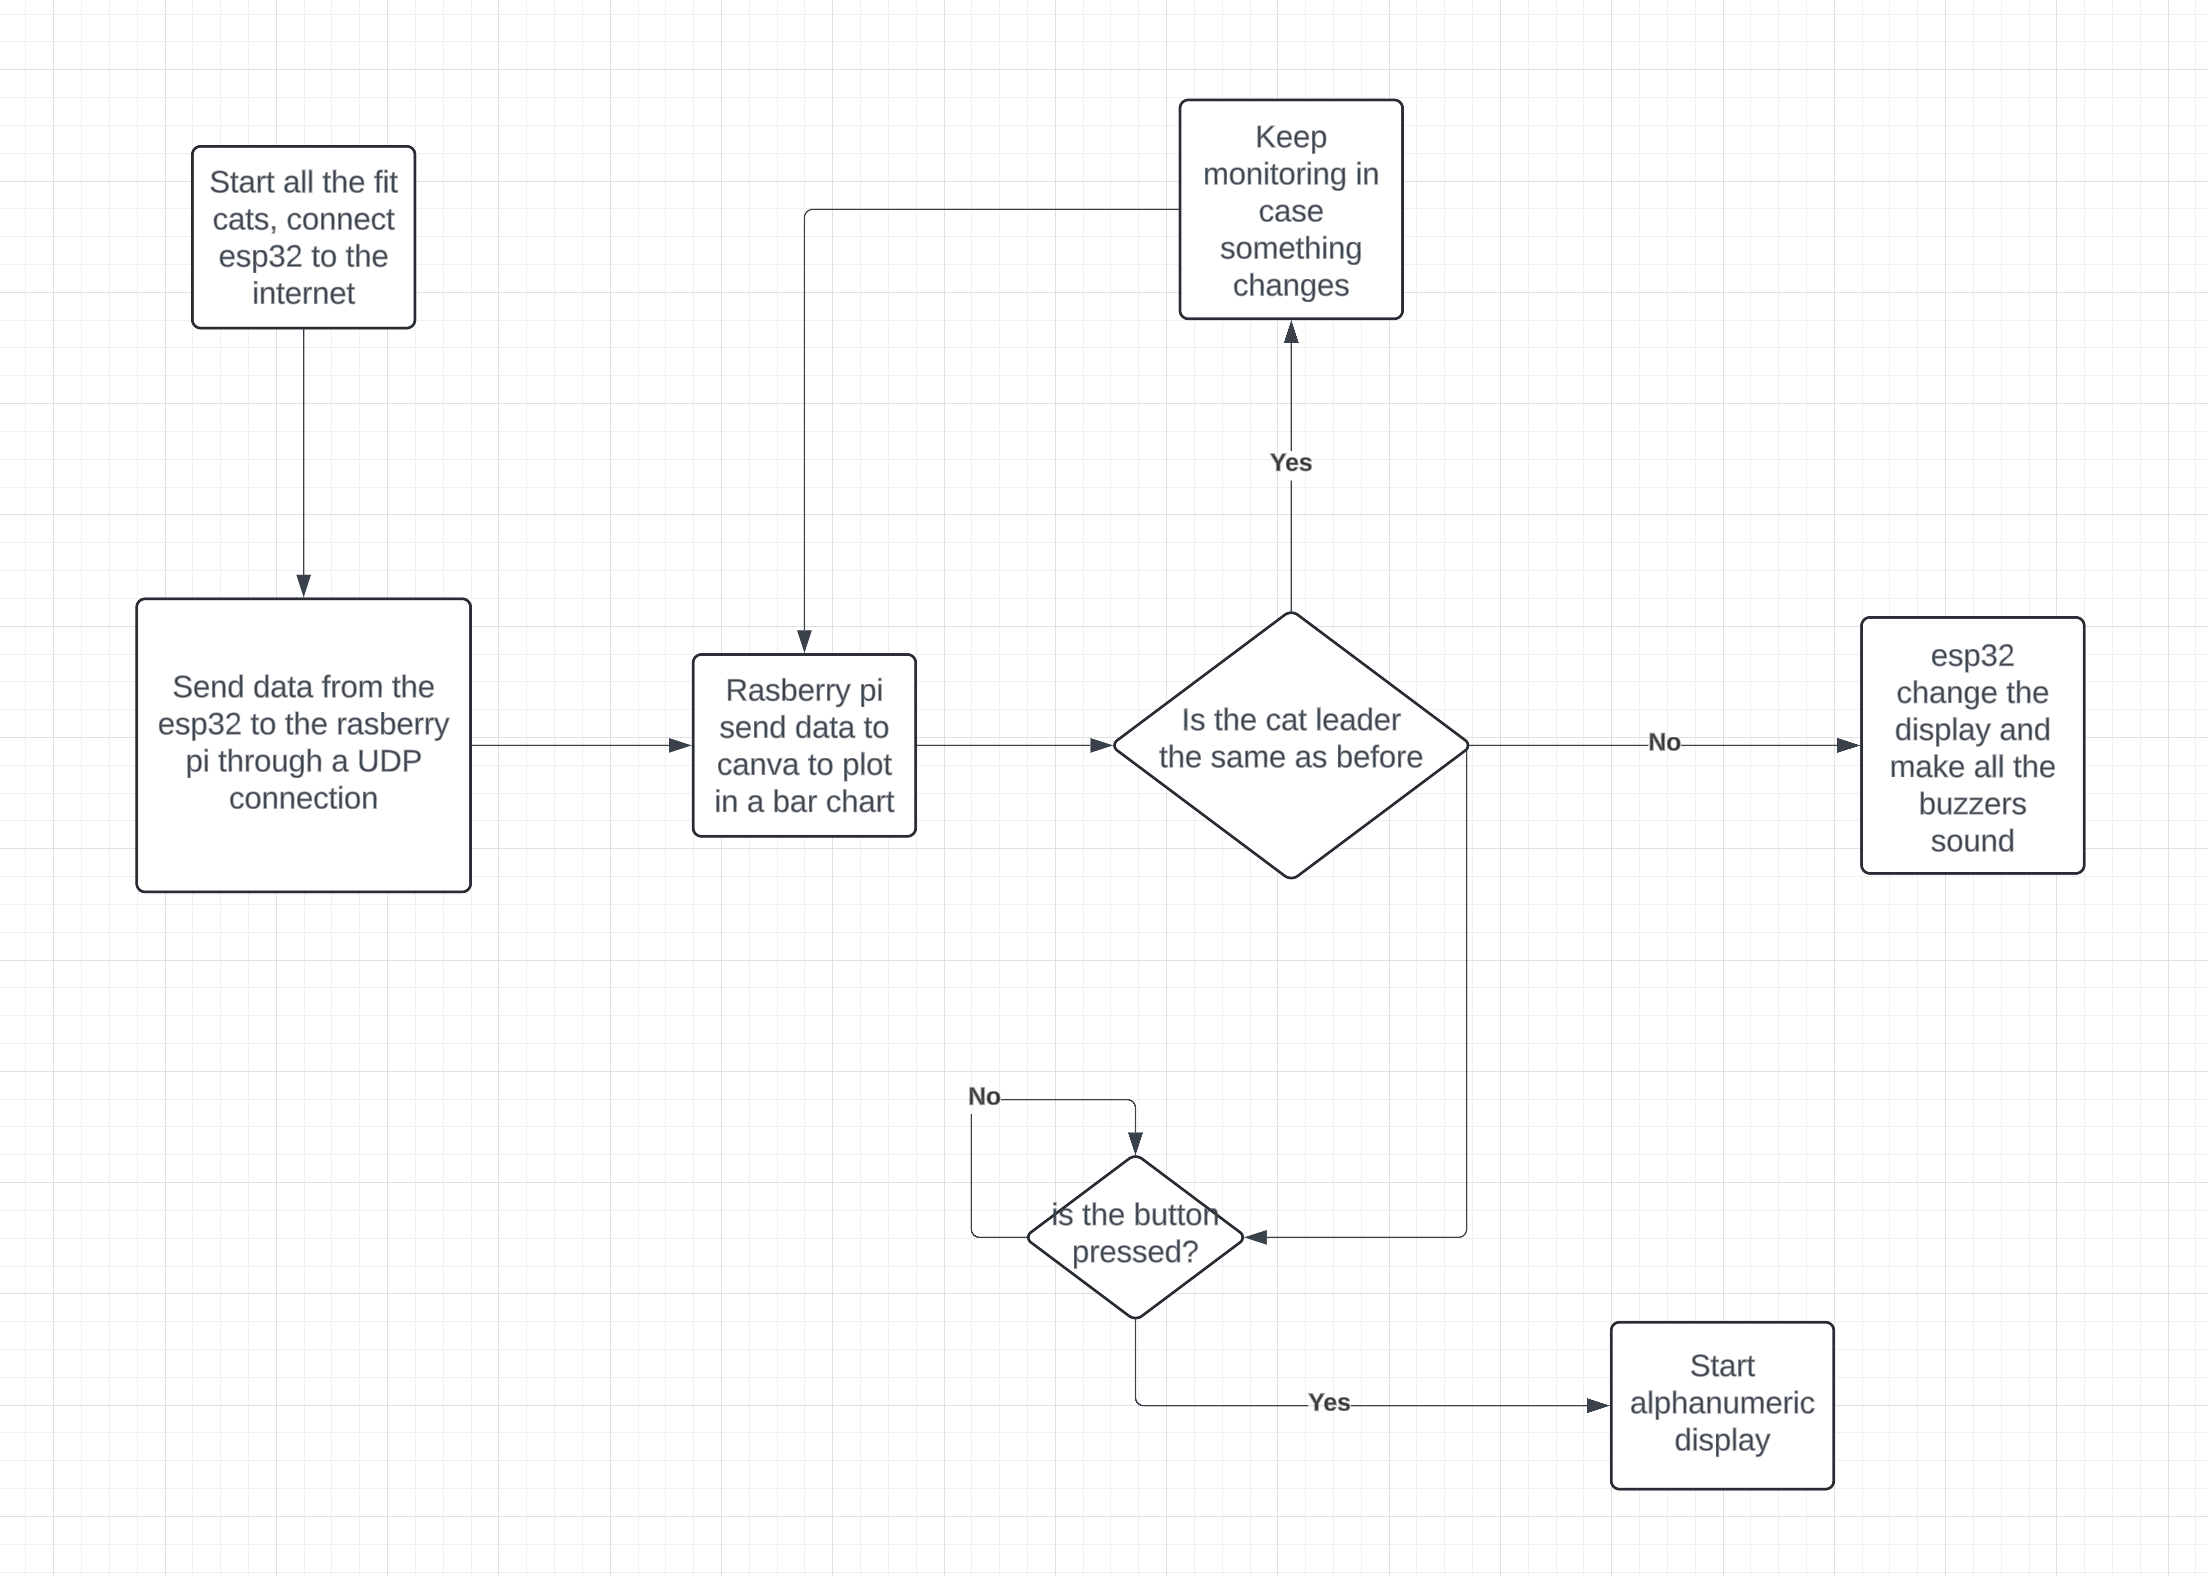 Start all the fit
cats, connect
esp32 to the
internet
Keep
monitoring in
case
something
changes
Yes
Send data from the
esp32 to the rasberry
pi through a UDP
connection
Rasberry pi
send data to
canva to plot
in a bar chart
Is the cat leader
the same as before
No
esp32
change the
display and
make all the
buzzers
sound
No
is the button
pressed?
Yes
Start
alphanumeric
display